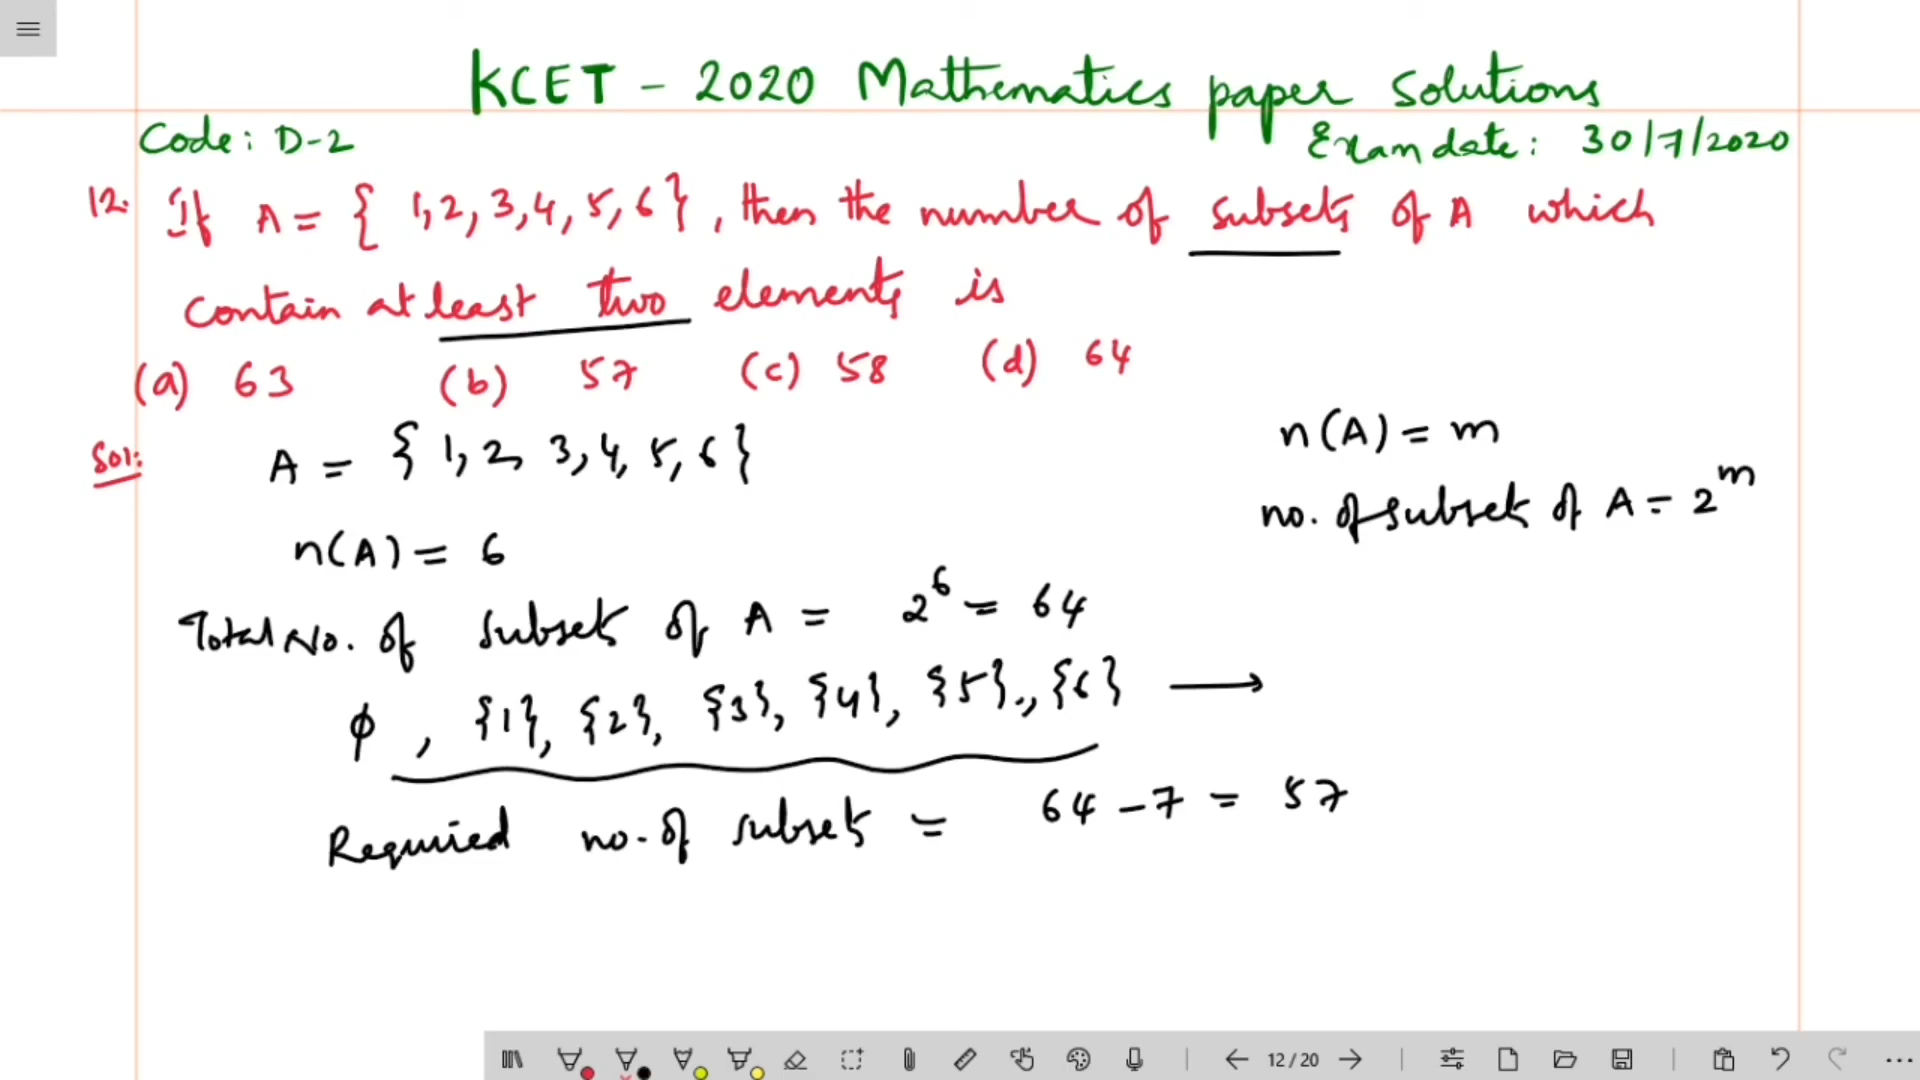 KCET - 2020 Mathematics paper Solutions
Code: D-2
Exam date: 30/7/2020
12. If A = { 1, 2, 3, 4, 5, 6 }, then the number of subsets of A which
contain at least two elements is
(a) 63 (b) 57 (c) 58 (d) 64
Sol: A = { 1, 2, 3, 4, 5, 6 }
n(A) = m
no. of subsets of A = 2^m
n(A) = 6
Total No. of subsets of A = 2^6 = 64
ϕ, {1}, {2}, {3}, {4}, {5}, {6} →
Required no. of subsets = 64 - 7 = 57
12 / 20